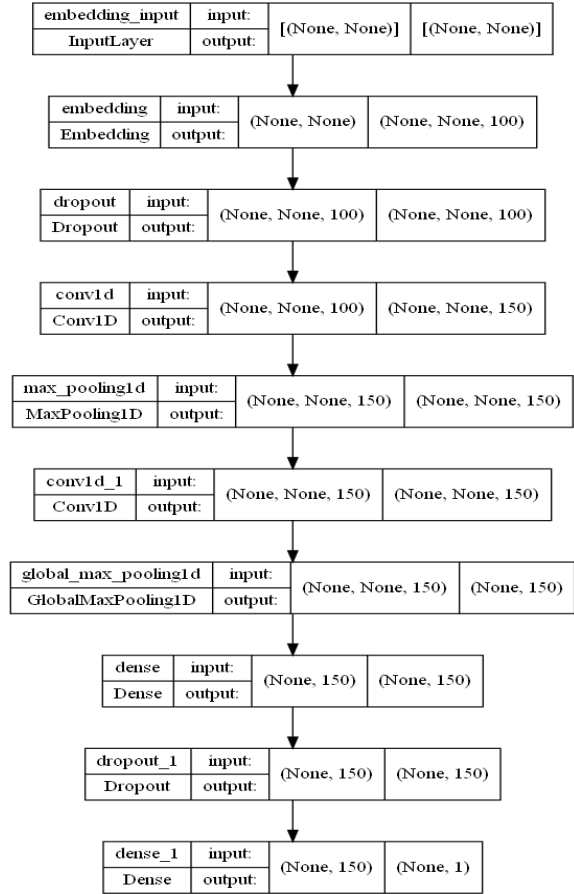 embedding_input input: [(None, None)] [(None, None)]
InputLayer output:
embedding input: (None, None) (None, None, 100)
Embedding output:
dropout input: (None, None, 100) (None, None, 100)
Dropout output:
conv1d input: (None, None, 100) (None, None, 150)
Conv1D output:
max_pooling1d input: (None, None, 150) (None, None, 150)
MaxPooling1D output:
conv1d_1 input: (None, None, 150) (None, None, 150)
Conv1D output:
global_max_pooling1d input: (None, None, 150) (None, 150)
GlobalMaxPooling1D output:
dense input: (None, 150) (None, 150)
Dense output:
dropout_1 input: (None, 150) (None, 150)
Dropout output:
dense_1 input: (None, 150) (None, 1)
Dense output: